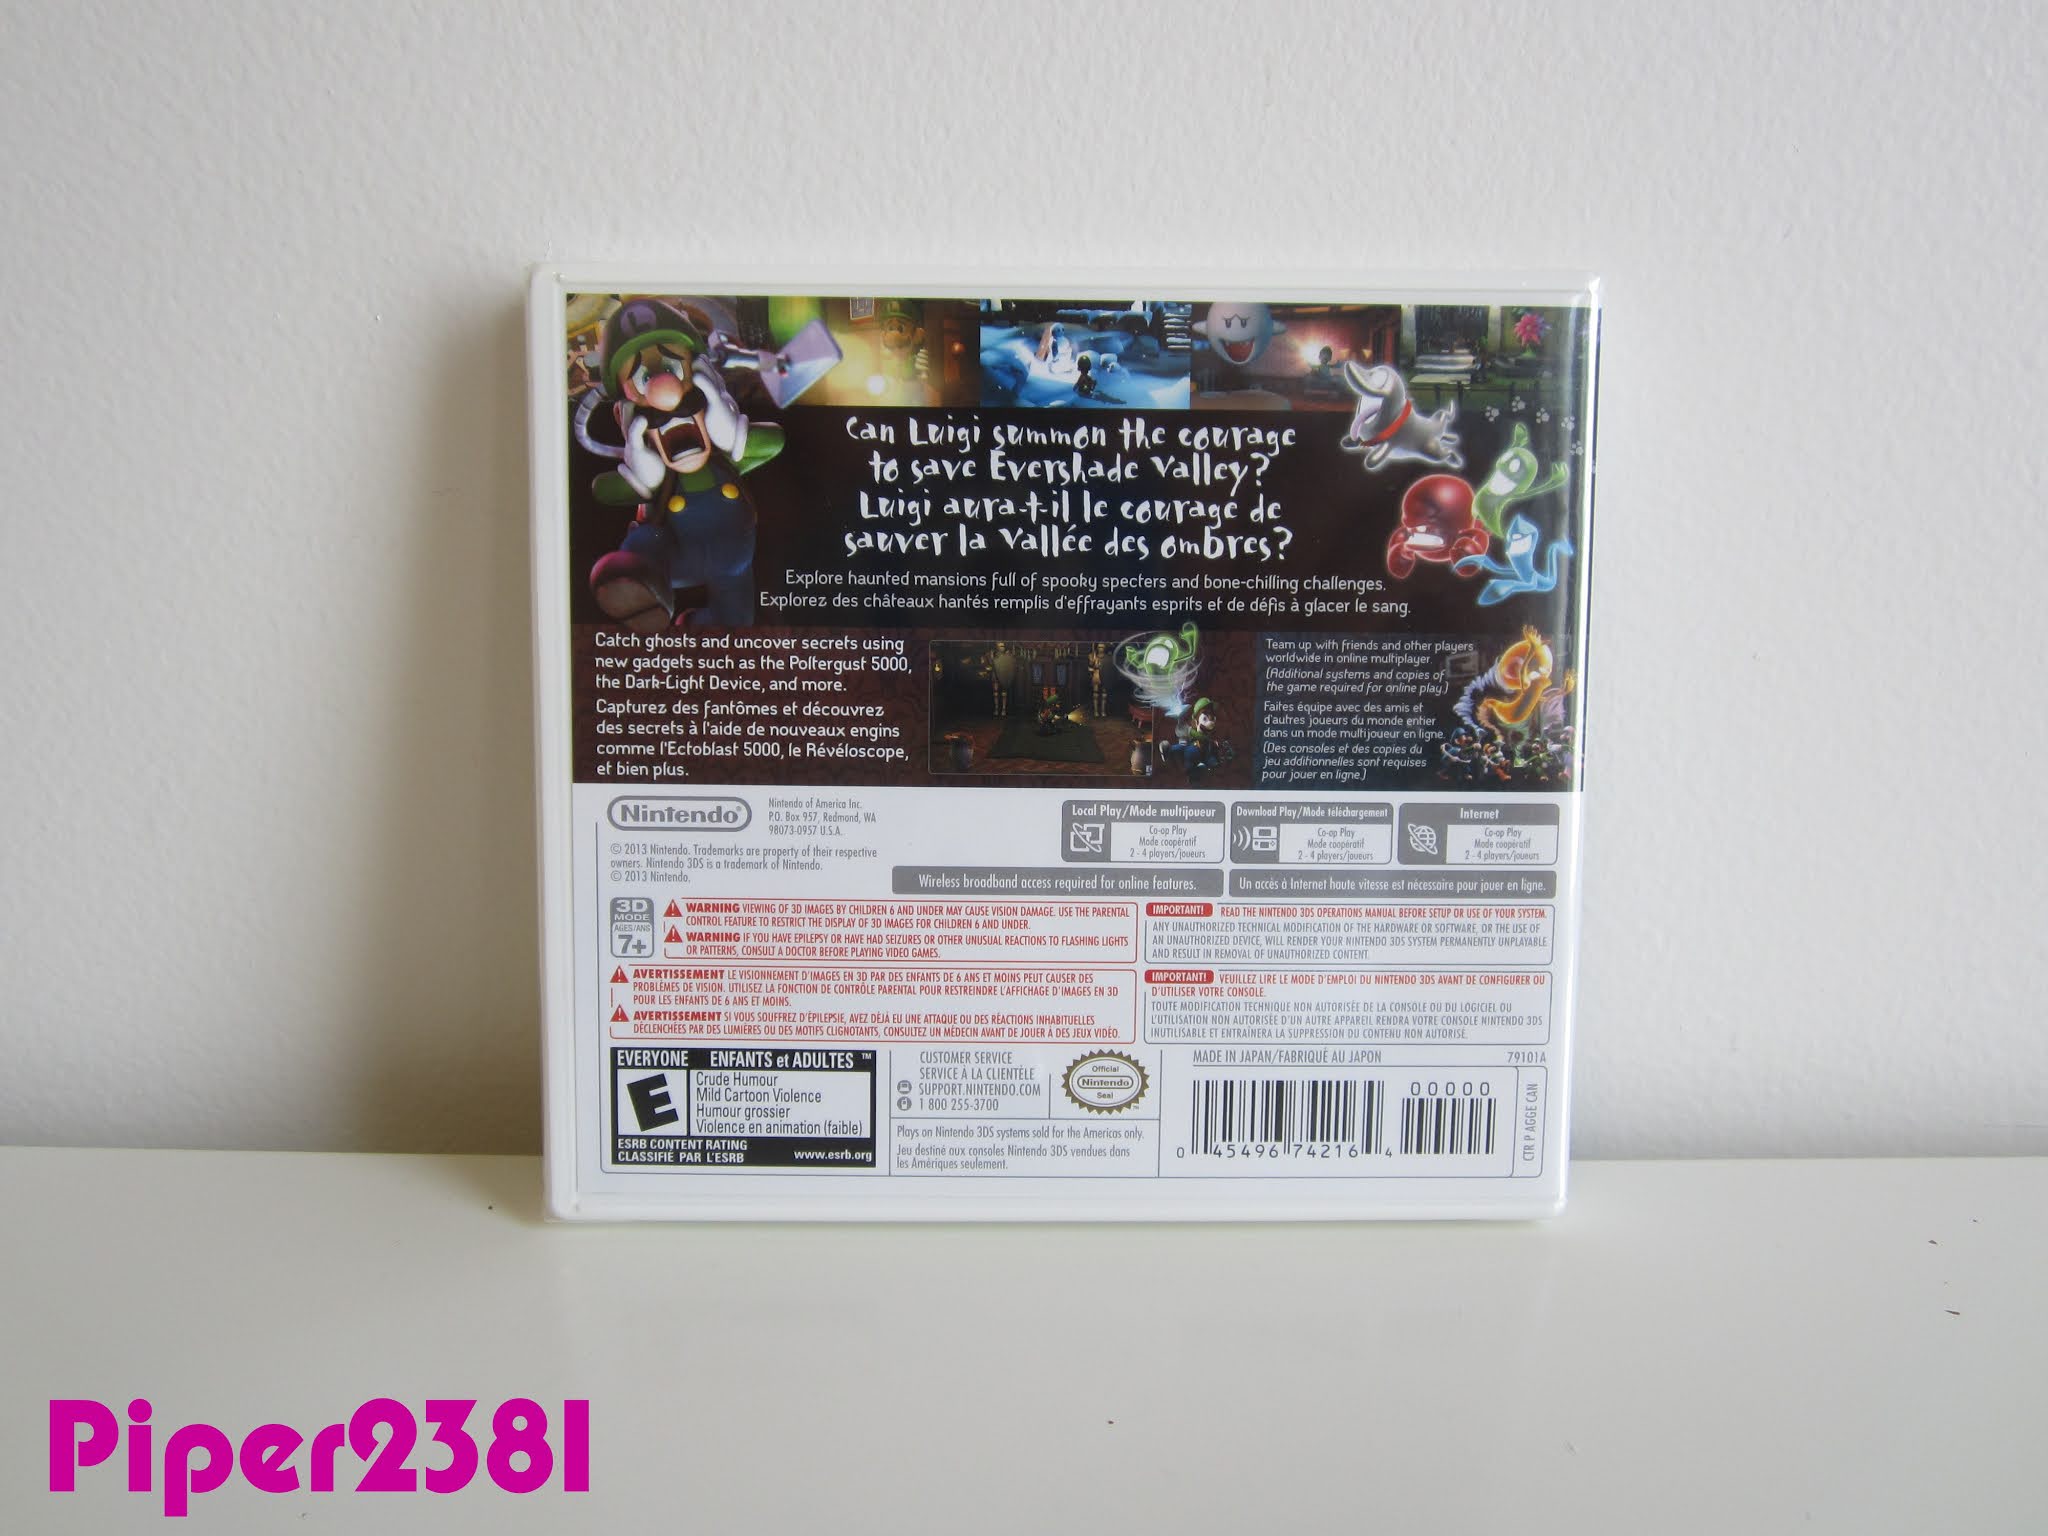 Can Luigi summon the courage
to save Evershade Valley?
Luigi aura-t-il le courage de
sauver la Vallée des ombres?
Explore haunted mansions full of spooky specters and bone-chilling challenges.
Explorez des châteaux hantés remplis d'effrayants esprits et de défis à glacer le sang.
Catch ghosts and uncover secrets using
new gadgets such as the Poltergust 5000,
the Dark-Light Device, and more.
Capturez des fantômes et découvrez
des secrets à l'aide de nouveaux engins
comme l'Ectoblast 5000, le Révéloscope,
et bien plus.
Team up with friends and other players
worldwide in online multiplayer.
(Additional systems and copies of
the game required for online play.)
Faites équipe avec des amis et
d'autres joueurs du monde entier
dans un mode multijoueur en ligne.
(Des consoles et des copies du
jeu additionnelles sont requises
pour jouer en ligne.)
Nintendo®
Nintendo of America Inc.
P.O. Box 957, Redmond, WA
98073-0957 U.S.A.
© 2013 Nintendo. Trademarks are property of their respective
owners. Nintendo 3DS is a trademark of Nintendo.
© 2013 Nintendo.
Local Play/Mode multijoueur
Co-op Play
Mode coopératif
2 - 4 players/joueurs
Download Play/Mode téléchargement
Co-op Play
Mode coopératif
2 - 4 players/joueurs
Internet
Co-op Play
Mode coopératif
2 - 4 players/joueurs
Wireless broadband access required for online features.
Un accès à Internet haute vitesse est nécessaire pour jouer en ligne.
3D
MODE
AGES/ANS
7+
WARNING VIEWING OF 3D IMAGES BY CHILDREN 6 AND UNDER MAY CAUSE VISION DAMAGE. USE THE PARENTAL
CONTROL FEATURE TO RESTRICT THE DISPLAY OF 3D IMAGES FOR CHILDREN 6 AND UNDER.
WARNING IF YOU HAVE EPILEPSY OR HAVE HAD SEIZURES OR OTHER UNUSUAL REACTIONS TO FLASHING LIGHTS
OR PATTERNS, CONSULT A DOCTOR BEFORE PLAYING VIDEO GAMES.
AVERTISSEMENT LE VISIONNEMENT D'IMAGES EN 3D PAR DES ENFANTS DE 6 ANS ET MOINS PEUT CAUSER DES
PROBLÈMES DE VISION. UTILISEZ LA FONCTION DE CONTRÔLE PARENTAL POUR RESTREINDRE L'AFFICHAGE D'IMAGES EN 3D
POUR LES ENFANTS DE 6 ANS ET MOINS.
AVERTISSEMENT SI VOUS SOUFFREZ D'ÉPILEPSIE, AVEZ DÉJÀ EU UNE ATTAQUE OU DES RÉACTIONS INHABITUELLES
DÉCLENCHÉES PAR DES LUMIÈRES OU DES MOTIFS CLIGNOTANTS, CONSULTEZ UN MÉDECIN AVANT DE JOUER À DES JEUX VIDÉO.
IMPORTANT! READ THE NINTENDO 3DS OPERATIONS MANUAL BEFORE SETUP OR USE OF YOUR SYSTEM.
ANY UNAUTHORIZED TECHNICAL MODIFICATION OF THE HARDWARE OR SOFTWARE, OR THE USE OF
AN UNAUTHORIZED DEVICE, WILL RENDER YOUR NINTENDO 3DS SYSTEM PERMANENTLY UNPLAYABLE
AND RESULT IN REMOVAL OF UNAUTHORIZED CONTENT.
IMPORTANT! VEUILLEZ LIRE LE MODE D'EMPLOI DU NINTENDO 3DS AVANT DE CONFIGURER OU
D'UTILISER VOTRE CONSOLE.
TOUTE MODIFICATION TECHNIQUE NON AUTORISÉE DE LA CONSOLE OU DU LOGICIEL OU
L'UTILISATION NON AUTORISÉE D'UN AUTRE APPAREIL RENDRA VOTRE CONSOLE NINTENDO 3DS
INUTILISABLE ET ENTRAÎNERA LA SUPPRESSION DU CONTENU NON AUTORISÉ.
EVERYONE ENFANTS et ADULTES ™
E
Crude Humour
Mild Cartoon Violence
Humour grossier
Violence en animation (faible)
ESRB CONTENT RATING
CLASSIFIÉ PAR L'ESRB
www.esrb.org
CUSTOMER SERVICE
SERVICE À LA CLIENTÈLE
SUPPORT.NINTENDO.COM
1 800 255-3700
Official
Nintendo
Seal
Plays on Nintendo 3DS systems sold for the Americas only.
Jeu destiné aux consoles Nintendo 3DS vendues dans
les Amériques seulement.
MADE IN JAPAN/FABRIQUÉ AU JAPON
79101A
00000
0 45496 74216 4
CTR P AGGE CAN
Piper2381